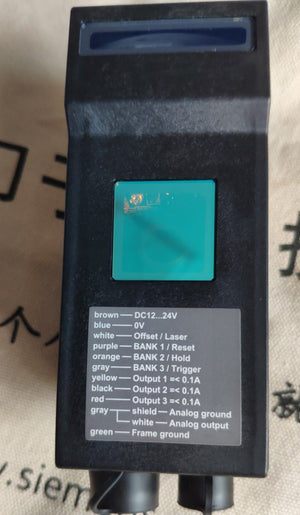 brown — DC12...24V
blue — 0V
white — Offset / Laser
purple — BANK 1 / Reset
orange — BANK 2 / Hold
gray — BANK 3 / Trigger
yellow — Output 1 =< 0.1A
black — Output 2 =< 0.1A
red — Output 3 =< 0.1A
gray — shield — Analog ground
white — Analog output
green — Frame ground
www.siem